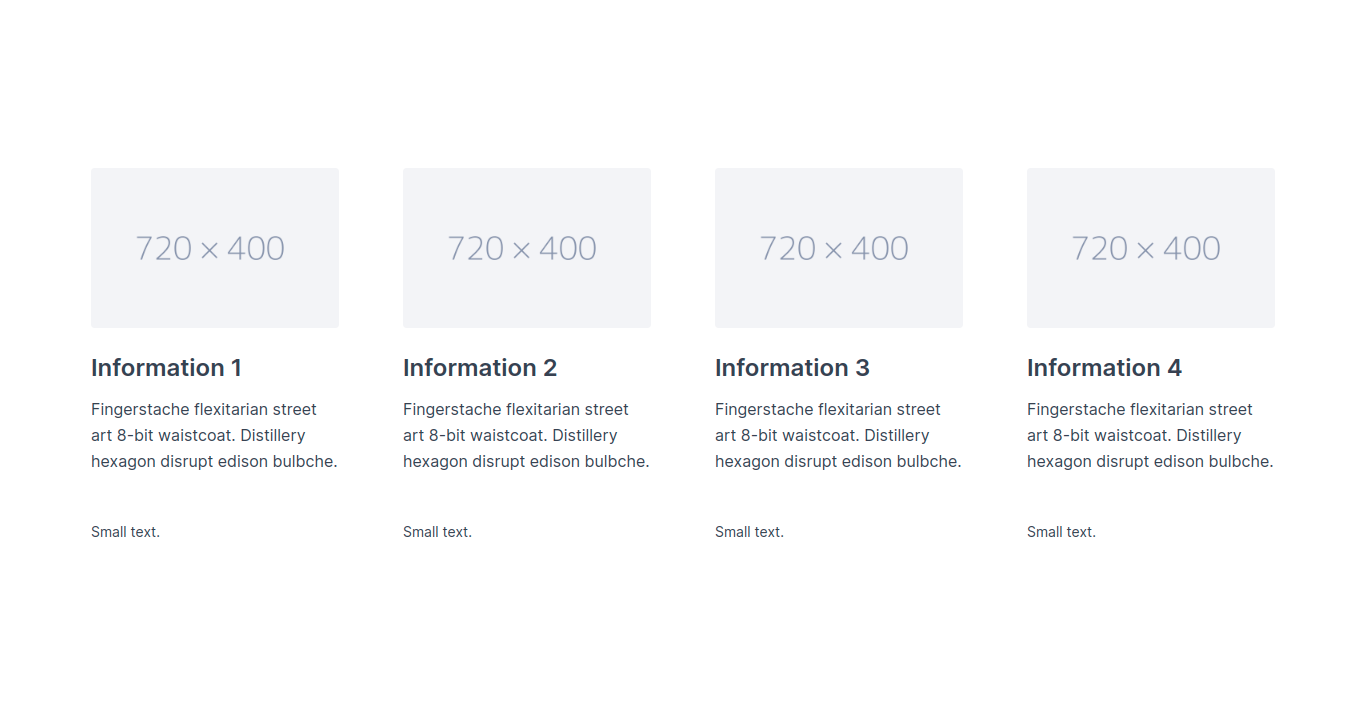 720 × 400
720 × 400
720 × 400
720 × 400
Information 1
Fingerstache flexitarian street
art 8-bit waistcoat. Distillery
hexagon disrupt edison bulbche.
Small text.
Information 2
Fingerstache flexitarian street
art 8-bit waistcoat. Distillery
hexagon disrupt edison bulbche.
Small text.
Information 3
Fingerstache flexitarian street
art 8-bit waistcoat. Distillery
hexagon disrupt edison bulbche.
Small text.
Information 4
Fingerstache flexitarian street
art 8-bit waistcoat. Distillery
hexagon disrupt edison bulbche.
Small text.